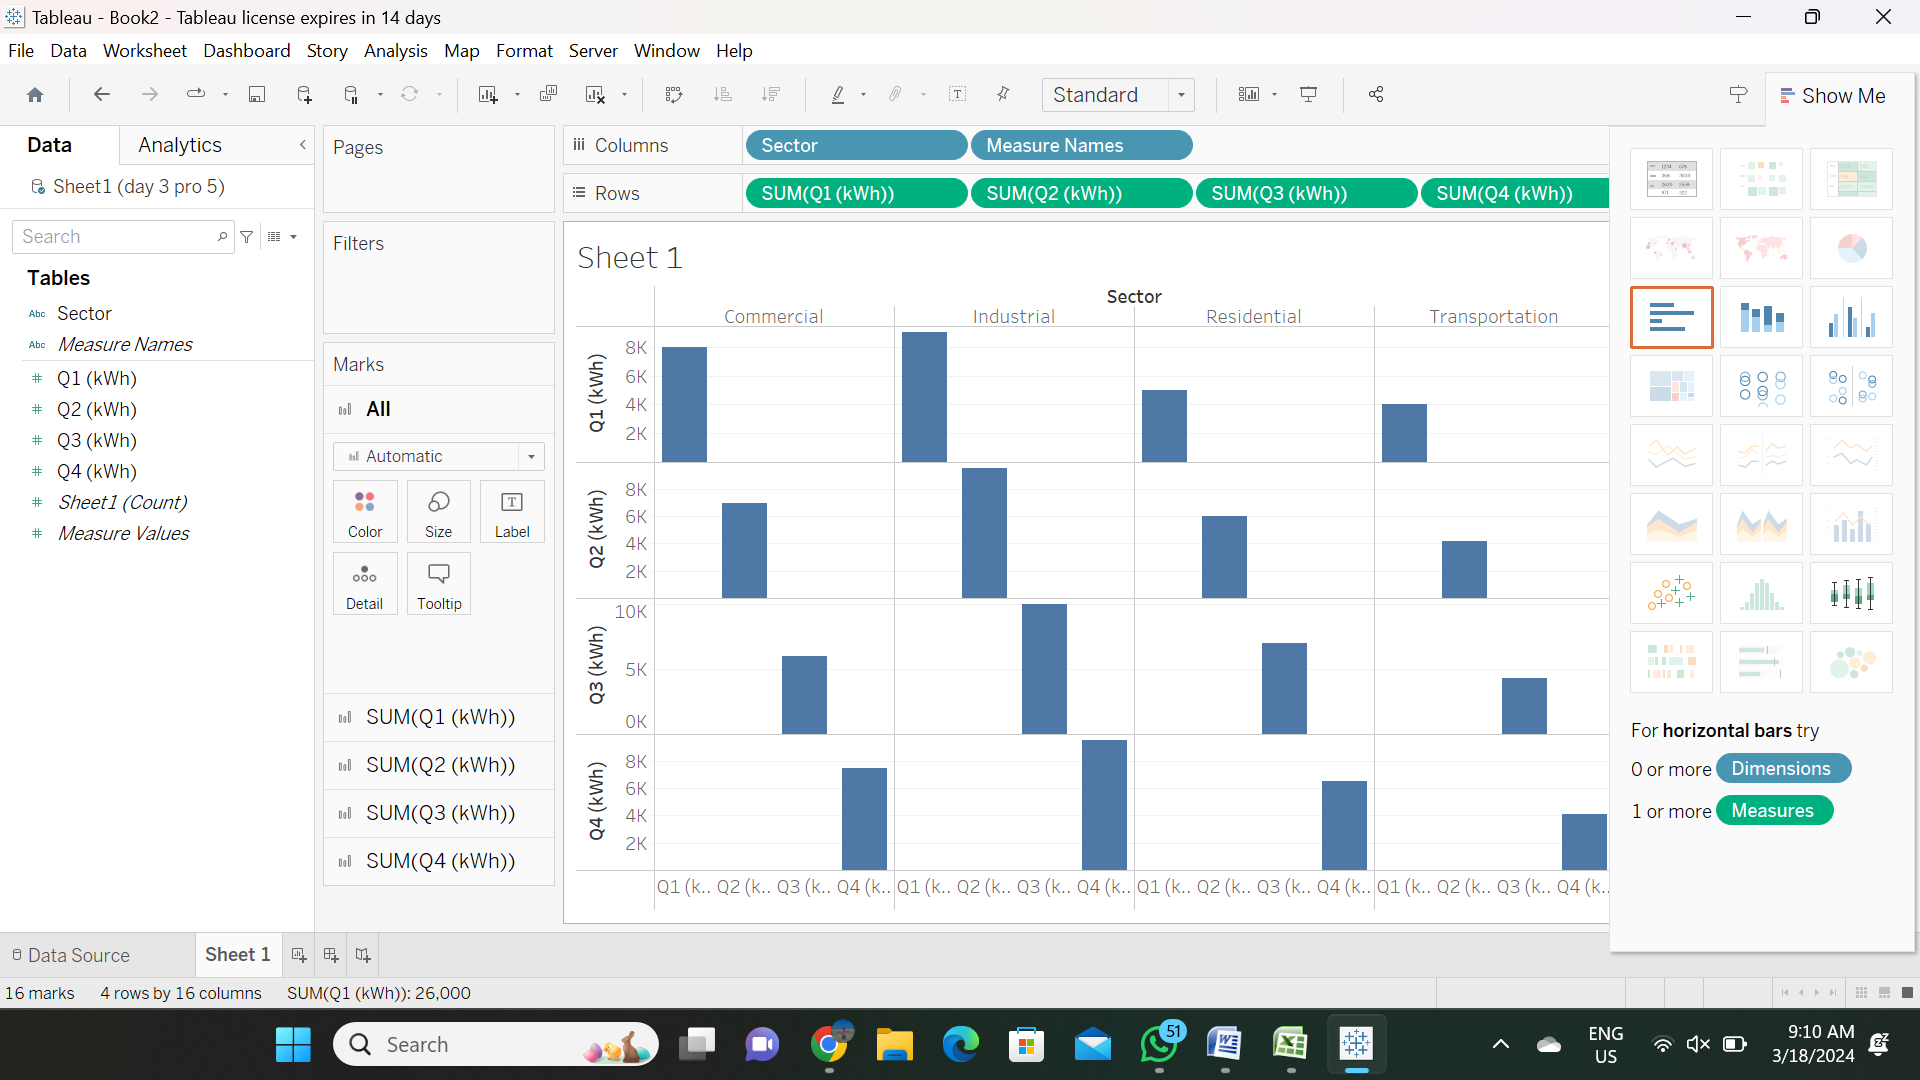 Tableau - Book2 - Tableau license expires in 14 days
File Data Worksheet Dashboard Story Analysis Map Format Server Window Help
Standard
Show Me
Data
Analytics
Sheet1 (day 3 pro 5)
Search
Tables
Abc Sector
Abc Measure Names
# Q1 (kWh)
# Q2 (kWh)
# Q3 (kWh)
# Q4 (kWh)
# Sheet1 (Count)
# Measure Values
Pages
Filters
Marks
All
Automatic
Color Size Label
Detail Tooltip
SUM(Q1 (kWh))
SUM(Q2 (kWh))
SUM(Q3 (kWh))
SUM(Q4 (kWh))
Columns Sector Measure Names
Rows SUM(Q1 (kWh)) SUM(Q2 (kWh)) SUM(Q3 (kWh)) SUM(Q4 (kWh))
Sheet 1
Sector
Commercial Industrial Residential Transportation
Q1 (kWh)
8K
6K
4K
2K
Q2 (kWh)
8K
6K
4K
2K
Q3 (kWh)
10K
5K
0K
Q4 (kWh)
8K
6K
4K
2K
Q1 (k.. Q2 (k.. Q3 (k.. Q4 (k.. Q1 (k.. Q2 (k.. Q3 (k.. Q4 (k.. Q1 (k.. Q2 (k.. Q3 (k.. Q4 (k.. Q1 (k.. Q2 (k.. Q3 (k.. Q4 (k..
For horizontal bars try
0 or more Dimensions
1 or more Measures
Data Source
Sheet 1
16 marks 4 rows by 16 columns SUM(Q1 (kWh)): 26,000
Search
51
ENG
US
9:10 AM
3/18/2024